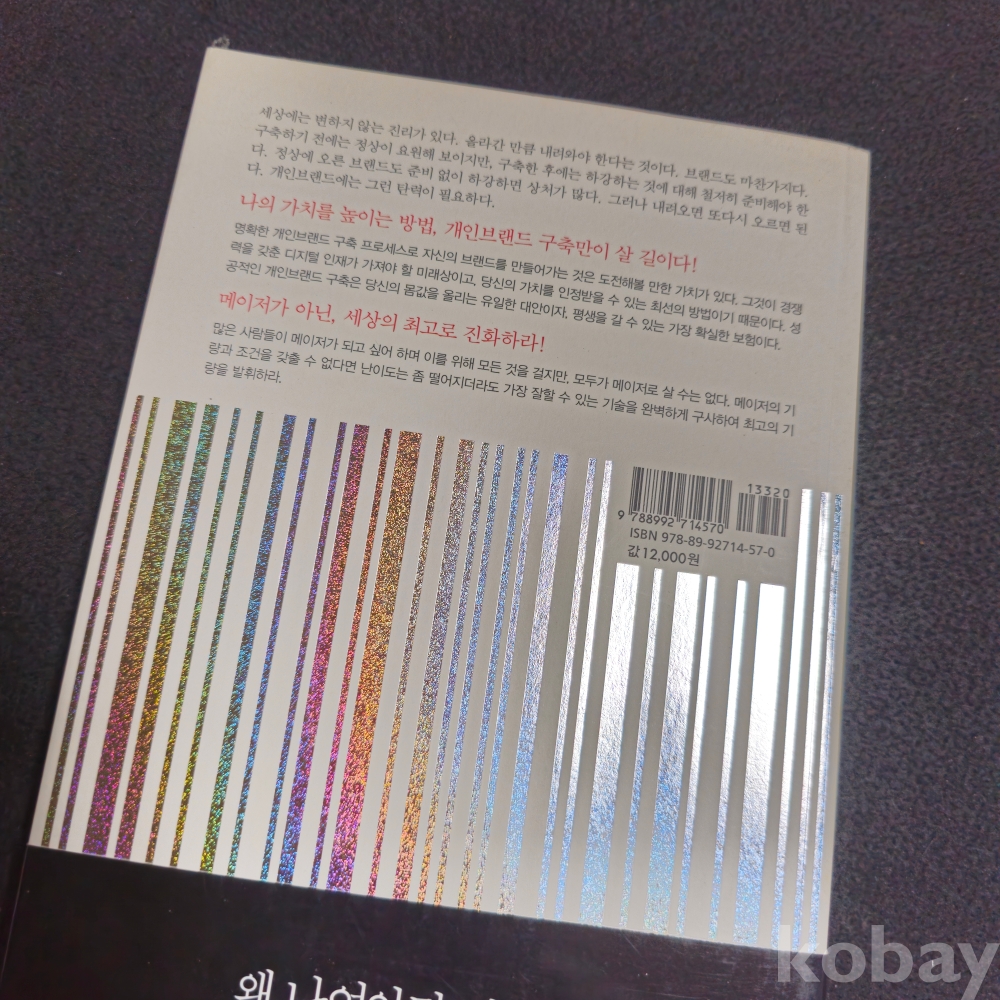 세상에는 변하지 않는 진리가 있다. 올라간 만큼 내려와야 한다는 것이다. 브랜드도 마찬가지다.
구축하기 전에는 정상이 요원해 보이지만, 구축한 후에는 하강하는 것에 대해 철저히 준비해야 한
다. 정상에 오른 브랜드도 준비 없이 하강하면 상처가 많다. 그러나 내려오면 또다시 오르면 된
다. 개인브랜드에는 그런 탄력이 필요하다.
나의 가치를 높이는 방법, 개인브랜드 구축만이 살 길이다!
명확한 개인브랜드 구축 프로세스로 자신의 브랜드를 만들어가는 것은 도전해볼 만한 가치가 있다. 그것이 경쟁
력을 갖춘 디지털 인재가 가져야 할 미래상이고, 당신의 가치를 인정받을 수 있는 최선의 방법이기 때문이다. 성
공적인 개인브랜드 구축은 당신의 몸값을 올리는 유일한 대안이자, 평생을 갈 수 있는 가장 확실한 보험이다.
메이저가 아닌, 세상의 최고로 진화하라!
많은 사람들이 메이저가 되고 싶어 하며 이를 위해 모든 것을 걸지만, 모두가 메이저로 살 수는 없다. 메이저의 기
량과 조건을 갖출 수 없다면 난이도는 좀 떨어지더라도 가장 잘할 수 있는 기술을 완벽하게 구사하여 최고의 기
량을 발휘하라.
13320
9 788992 714570
ISBN 978-89-92714-57-0
값 12,000원
kobay